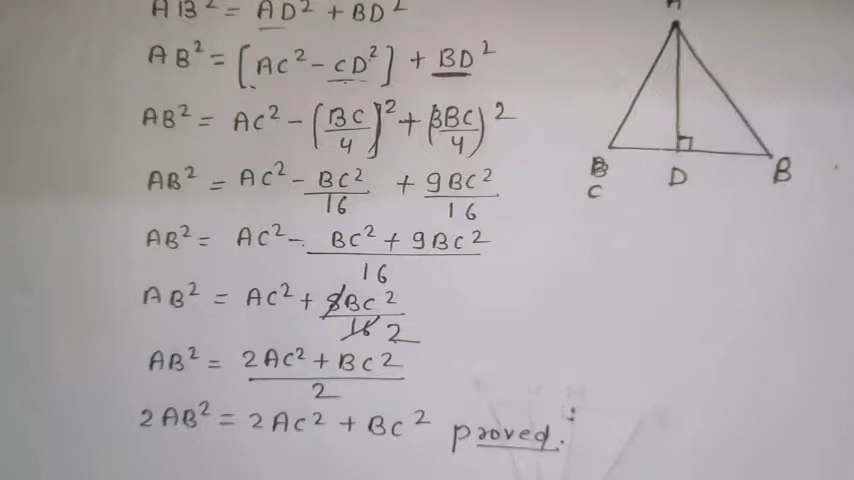 AB² = AD² + BD²
AB² = [AC² - CD²] + BD²
AB² = AC² - (BC/4)² + (3BC/4)²
AB² = AC² - BC²/16 + 9BC²/16
AB² = AC² - BC² + 9BC²/16
AB² = AC² + 8BC²/16 2
AB² = 2AC² + BC²/2
2AB² = 2AC² + BC² proved.
A
B
C
D
B